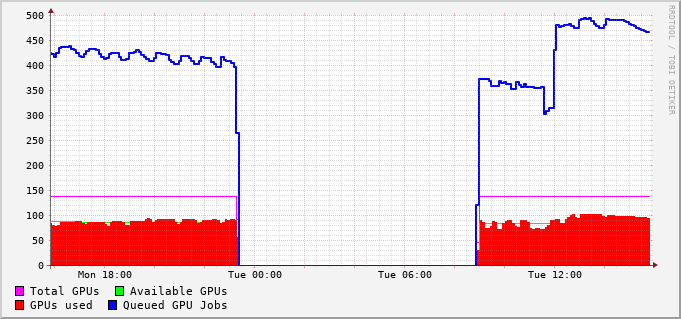 500
450
400
350
300
250
200
150
100
50
0
Mon 18:00 Tue 00:00 Tue 06:00 Tue 12:00
Total GPUs Available GPUs
GPUs used Queued GPU Jobs
RRDTOOL / TOBI OETIKER